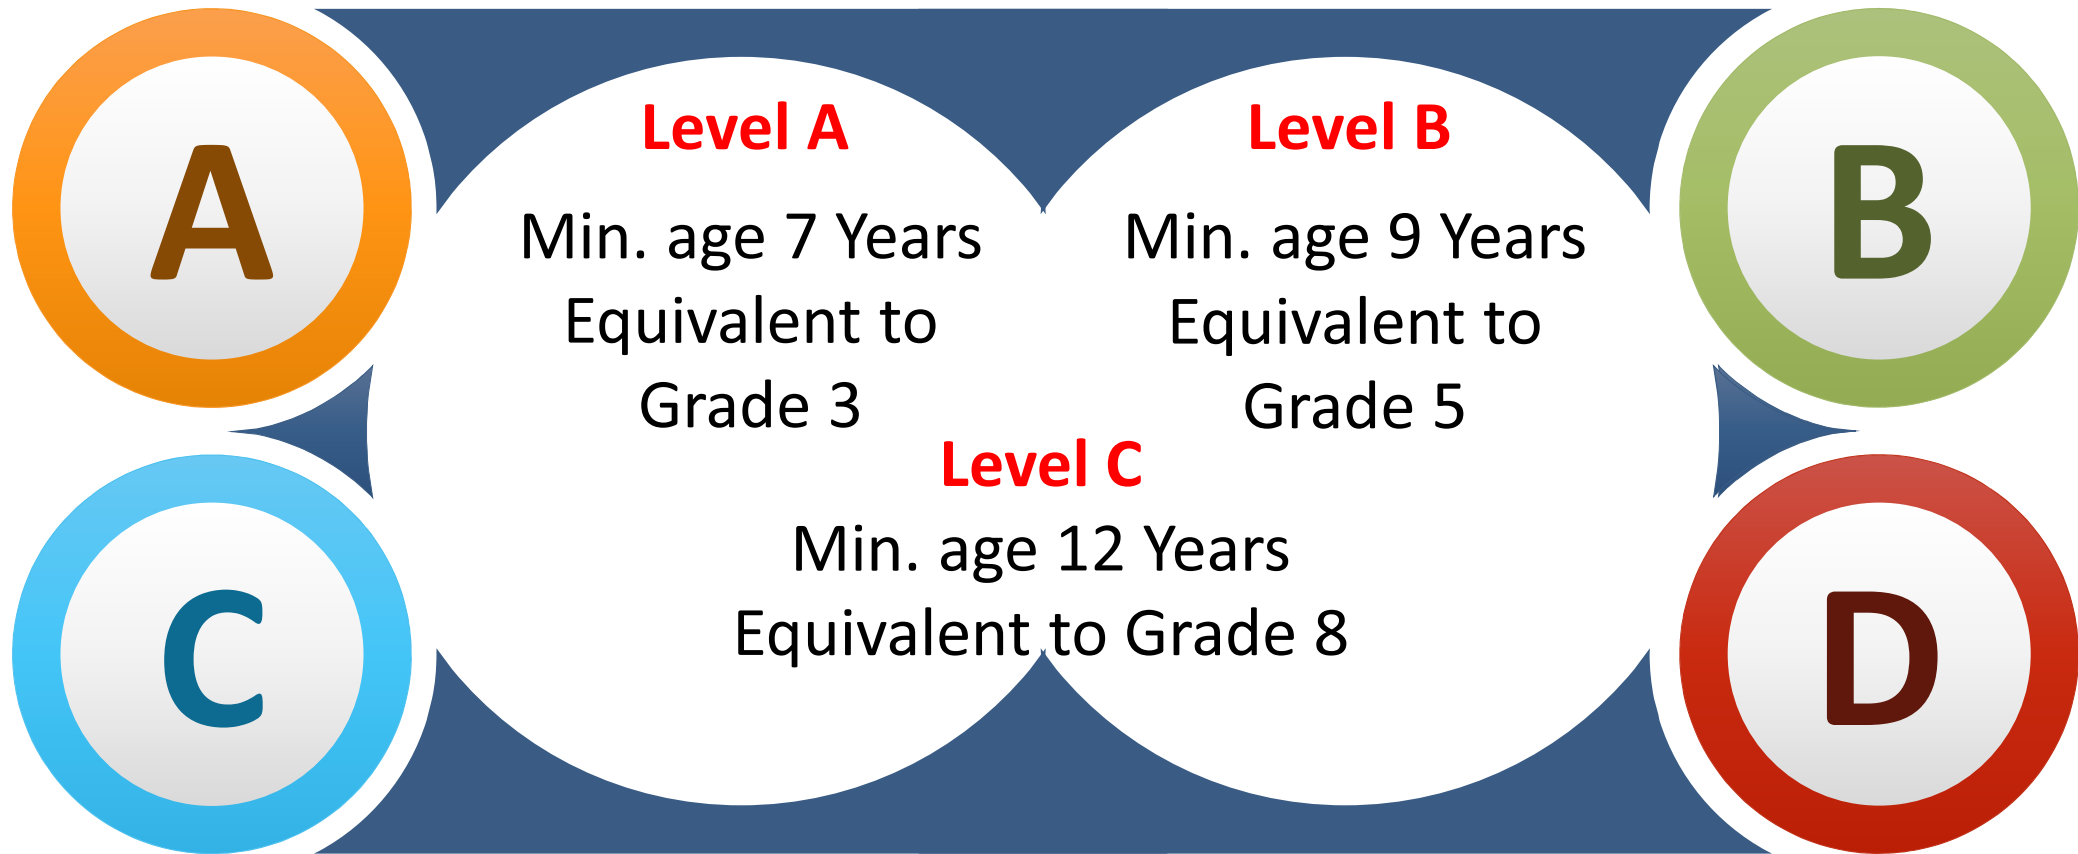 A
B
Level A
Min. age 7 Years
Equivalent to
Grade 3
Level B
Min. age 9 Years
Equivalent to
Grade 5
Level C
Min. age 12 Years
Equivalent to Grade 8
C
D